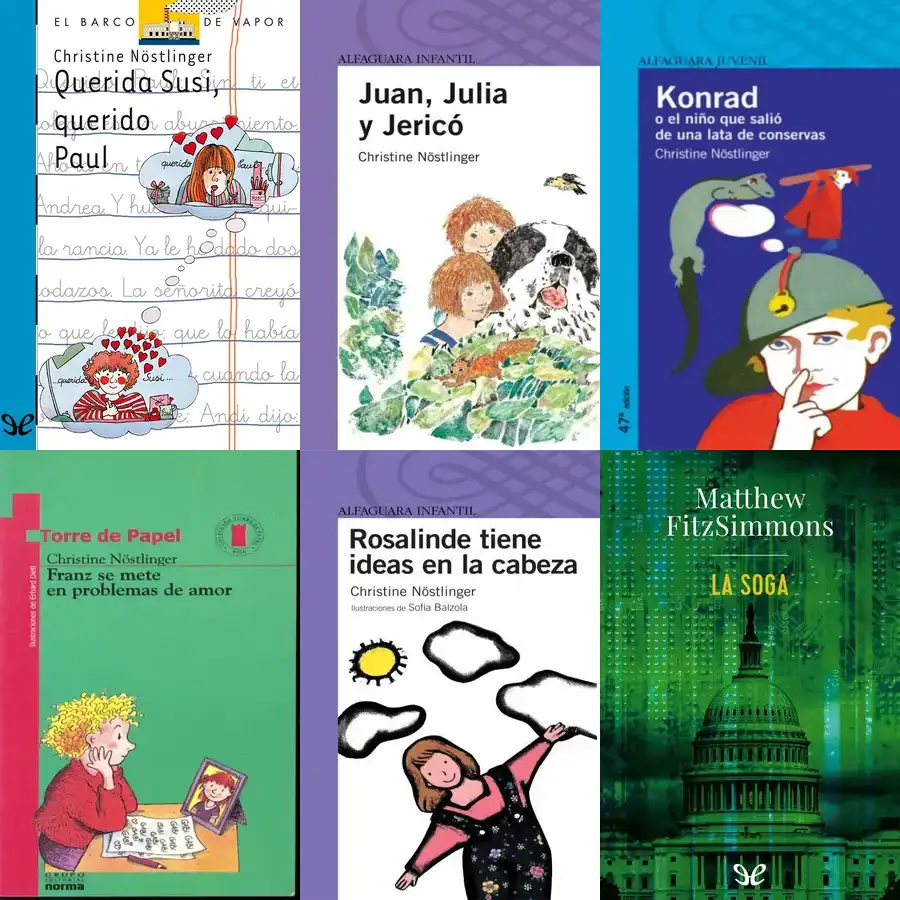 EL BARCO DE VAPOR
Christine Nöstlinger
Querida Susi,
querido
Paul
querido Paul
Andrea. Y
la rancia. Ya le he dado dos
La señorita creyó
que lo había
cuando la
querida Susi...
Andi dijo:
ALFAGUARA INFANTIL
Juan, Julia
y Jericó
Christine Nöstlinger
ALFAGUARA JUVENIL
Konrad
o el niño que salió
de una lata de conservas
Christine Nöstlinger
47ª edición
Torre de Papel
Christine Nöstlinger
Franz se mete
en problemas de amor
Ilustraciones de Erhard Dietl
GRUPO
EDITORIAL
norma
ALFAGUARA INFANTIL
Rosalinde tiene
ideas en la cabeza
Christine Nöstlinger
Ilustraciones de Sofía Balzola
Matthew
FitzSimmons
LA SOGA